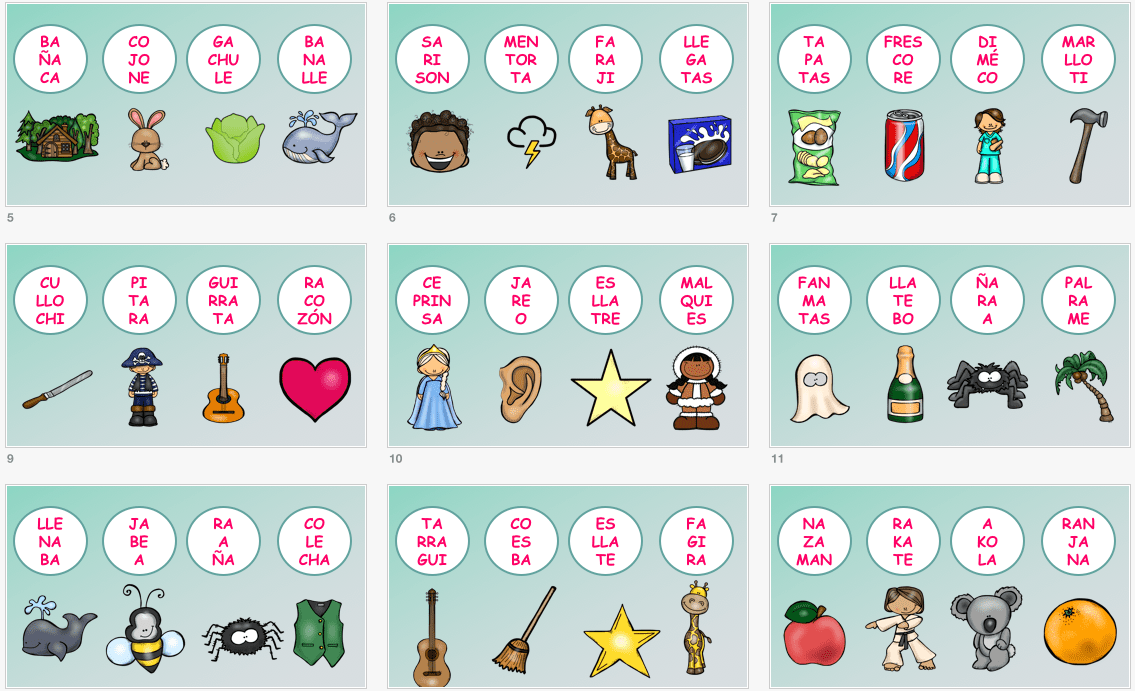 BA
ÑA
CA
CO
JO
NE
GA
CHU
LE
BA
NA
LLE
5
SA
RI
SON
MEN
TOR
TA
FA
RA
JI
LLE
GA
TAS
6
TA
PA
TAS
FRES
CO
RE
DI
MÉ
CO
MAR
LLO
TI
7
CU
LLO
CHI
PI
TA
RA
GUI
RRA
TA
RA
CO
ZÓN
9
CE
PRIN
SA
JA
RE
O
ES
LLA
TRE
MAL
QUI
ES
10
FAN
MA
TAS
LLA
TE
BO
ÑA
RA
A
PAL
RA
ME
11
LLE
NA
BA
JA
BE
A
RA
A
ÑA
CO
LE
CHA
TA
RRA
GUI
CO
ES
BA
ES
LLA
TE
FA
GI
RA
NA
ZA
MAN
RA
KA
TE
A
KO
LA
RAN
JA
NA